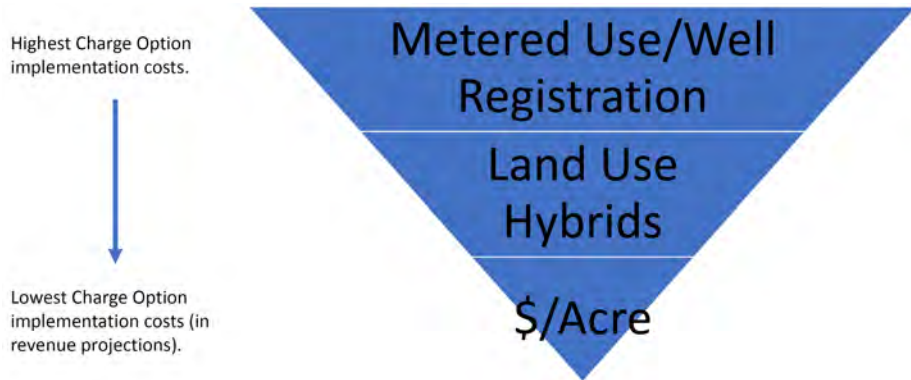 Highest Charge Option
implementation costs.
Metered Use/Well
Registration
Land Use
Hybrids
$/Acre
Lowest Charge Option
implementation costs (in
revenue projections).